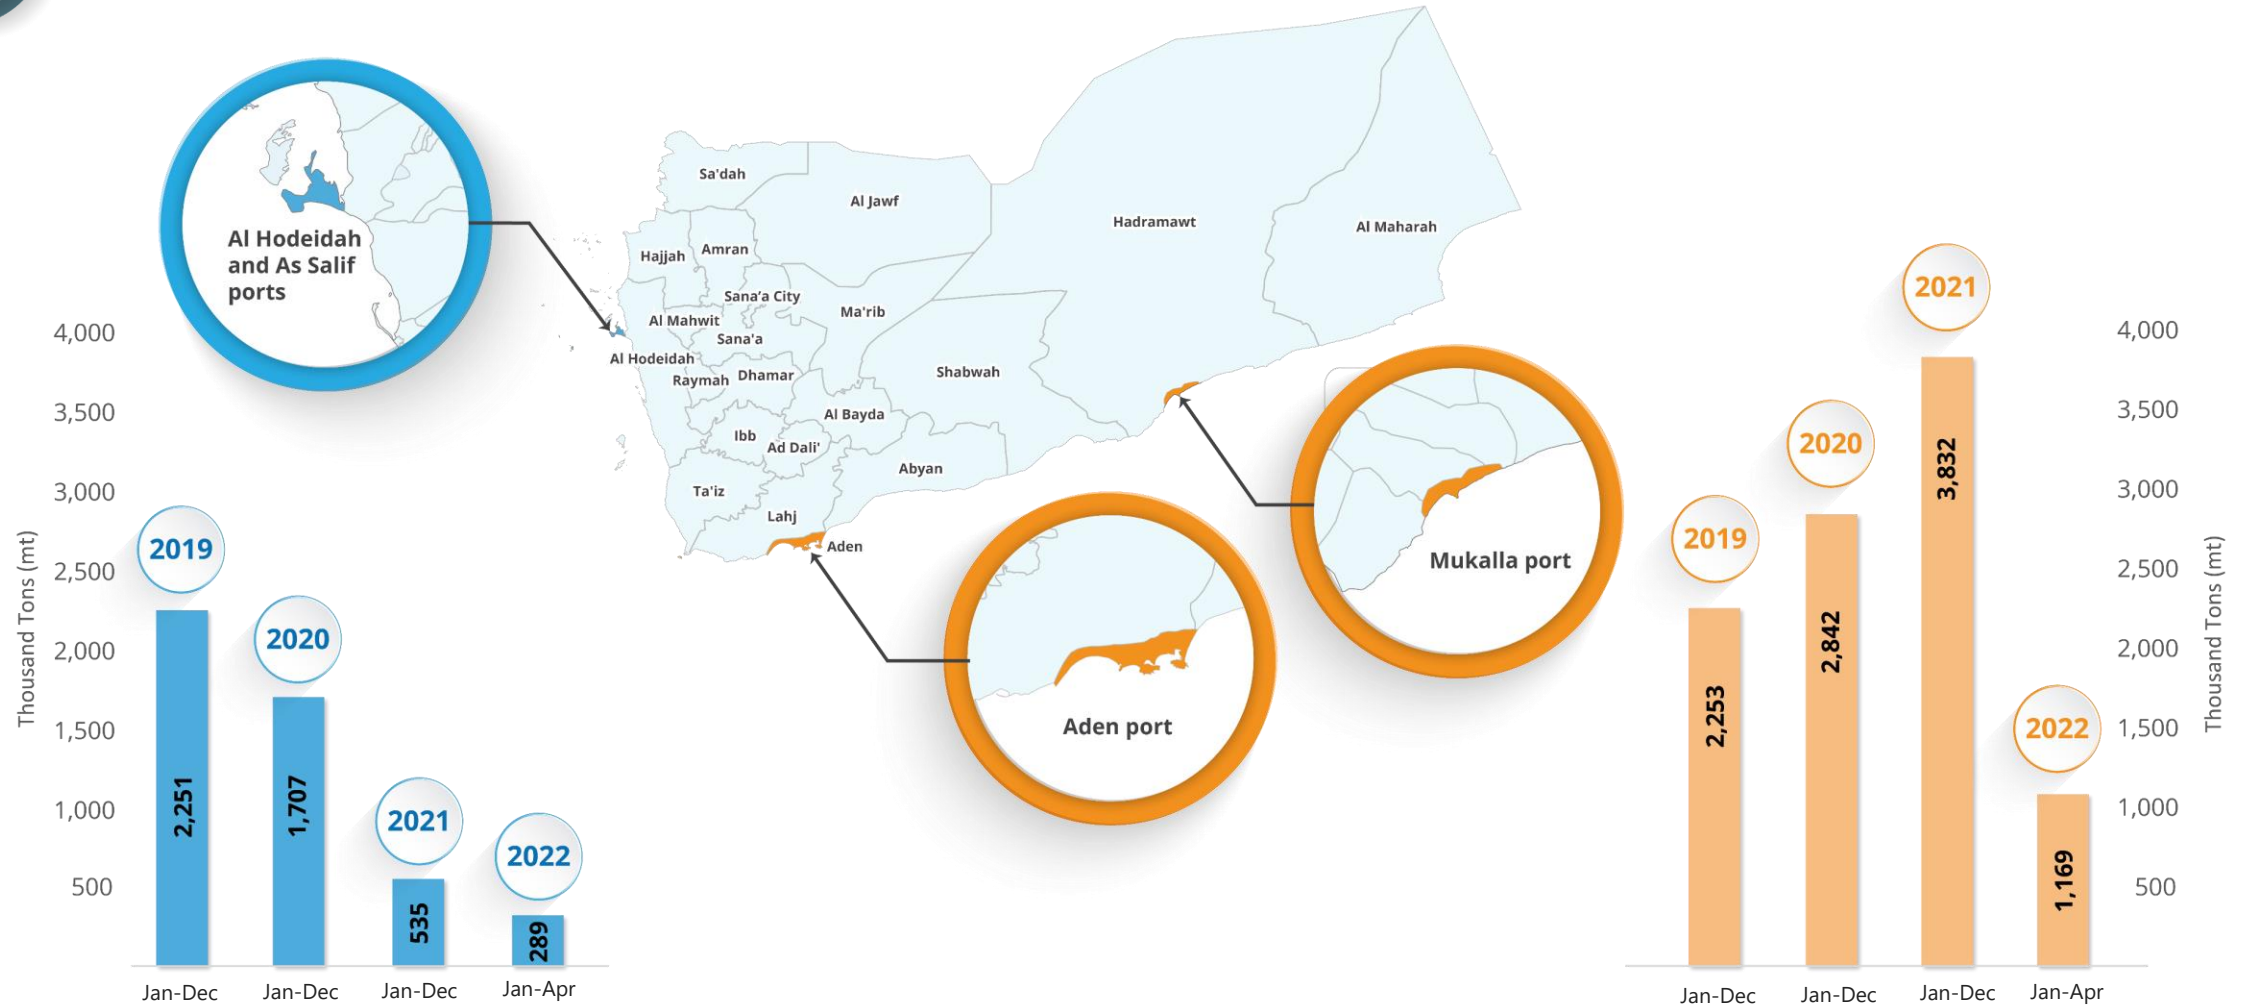 Al Hodeidah
and As Salif
ports
Sa'dah
Al Jawf
Hadramawt
Al Maharah
Hajjah
Amran
Sana'a City
Al Mahwit
Ma'rib
Sana'a
Al Hodeidah
Raymah
Dhamar
Shabwah
Al Bayda
Ibb
Ad Dali'
Abyan
Ta'iz
Lahj
Aden
Aden port
Mukalla port
Thousand Tons (mt)
4,000
3,500
3,000
2,500
2,000
1,500
1,000
500
2019
2020
2021
2022
2,251
1,707
535
289
Jan-Dec
Jan-Dec
Jan-Dec
Jan-Apr
2019
2020
2021
2022
2,253
2,842
3,832
1,169
Jan-Dec
Jan-Dec
Jan-Dec
Jan-Apr
4,000
3,500
3,000
2,500
2,000
1,500
1,000
500
Thousand Tons (mt)